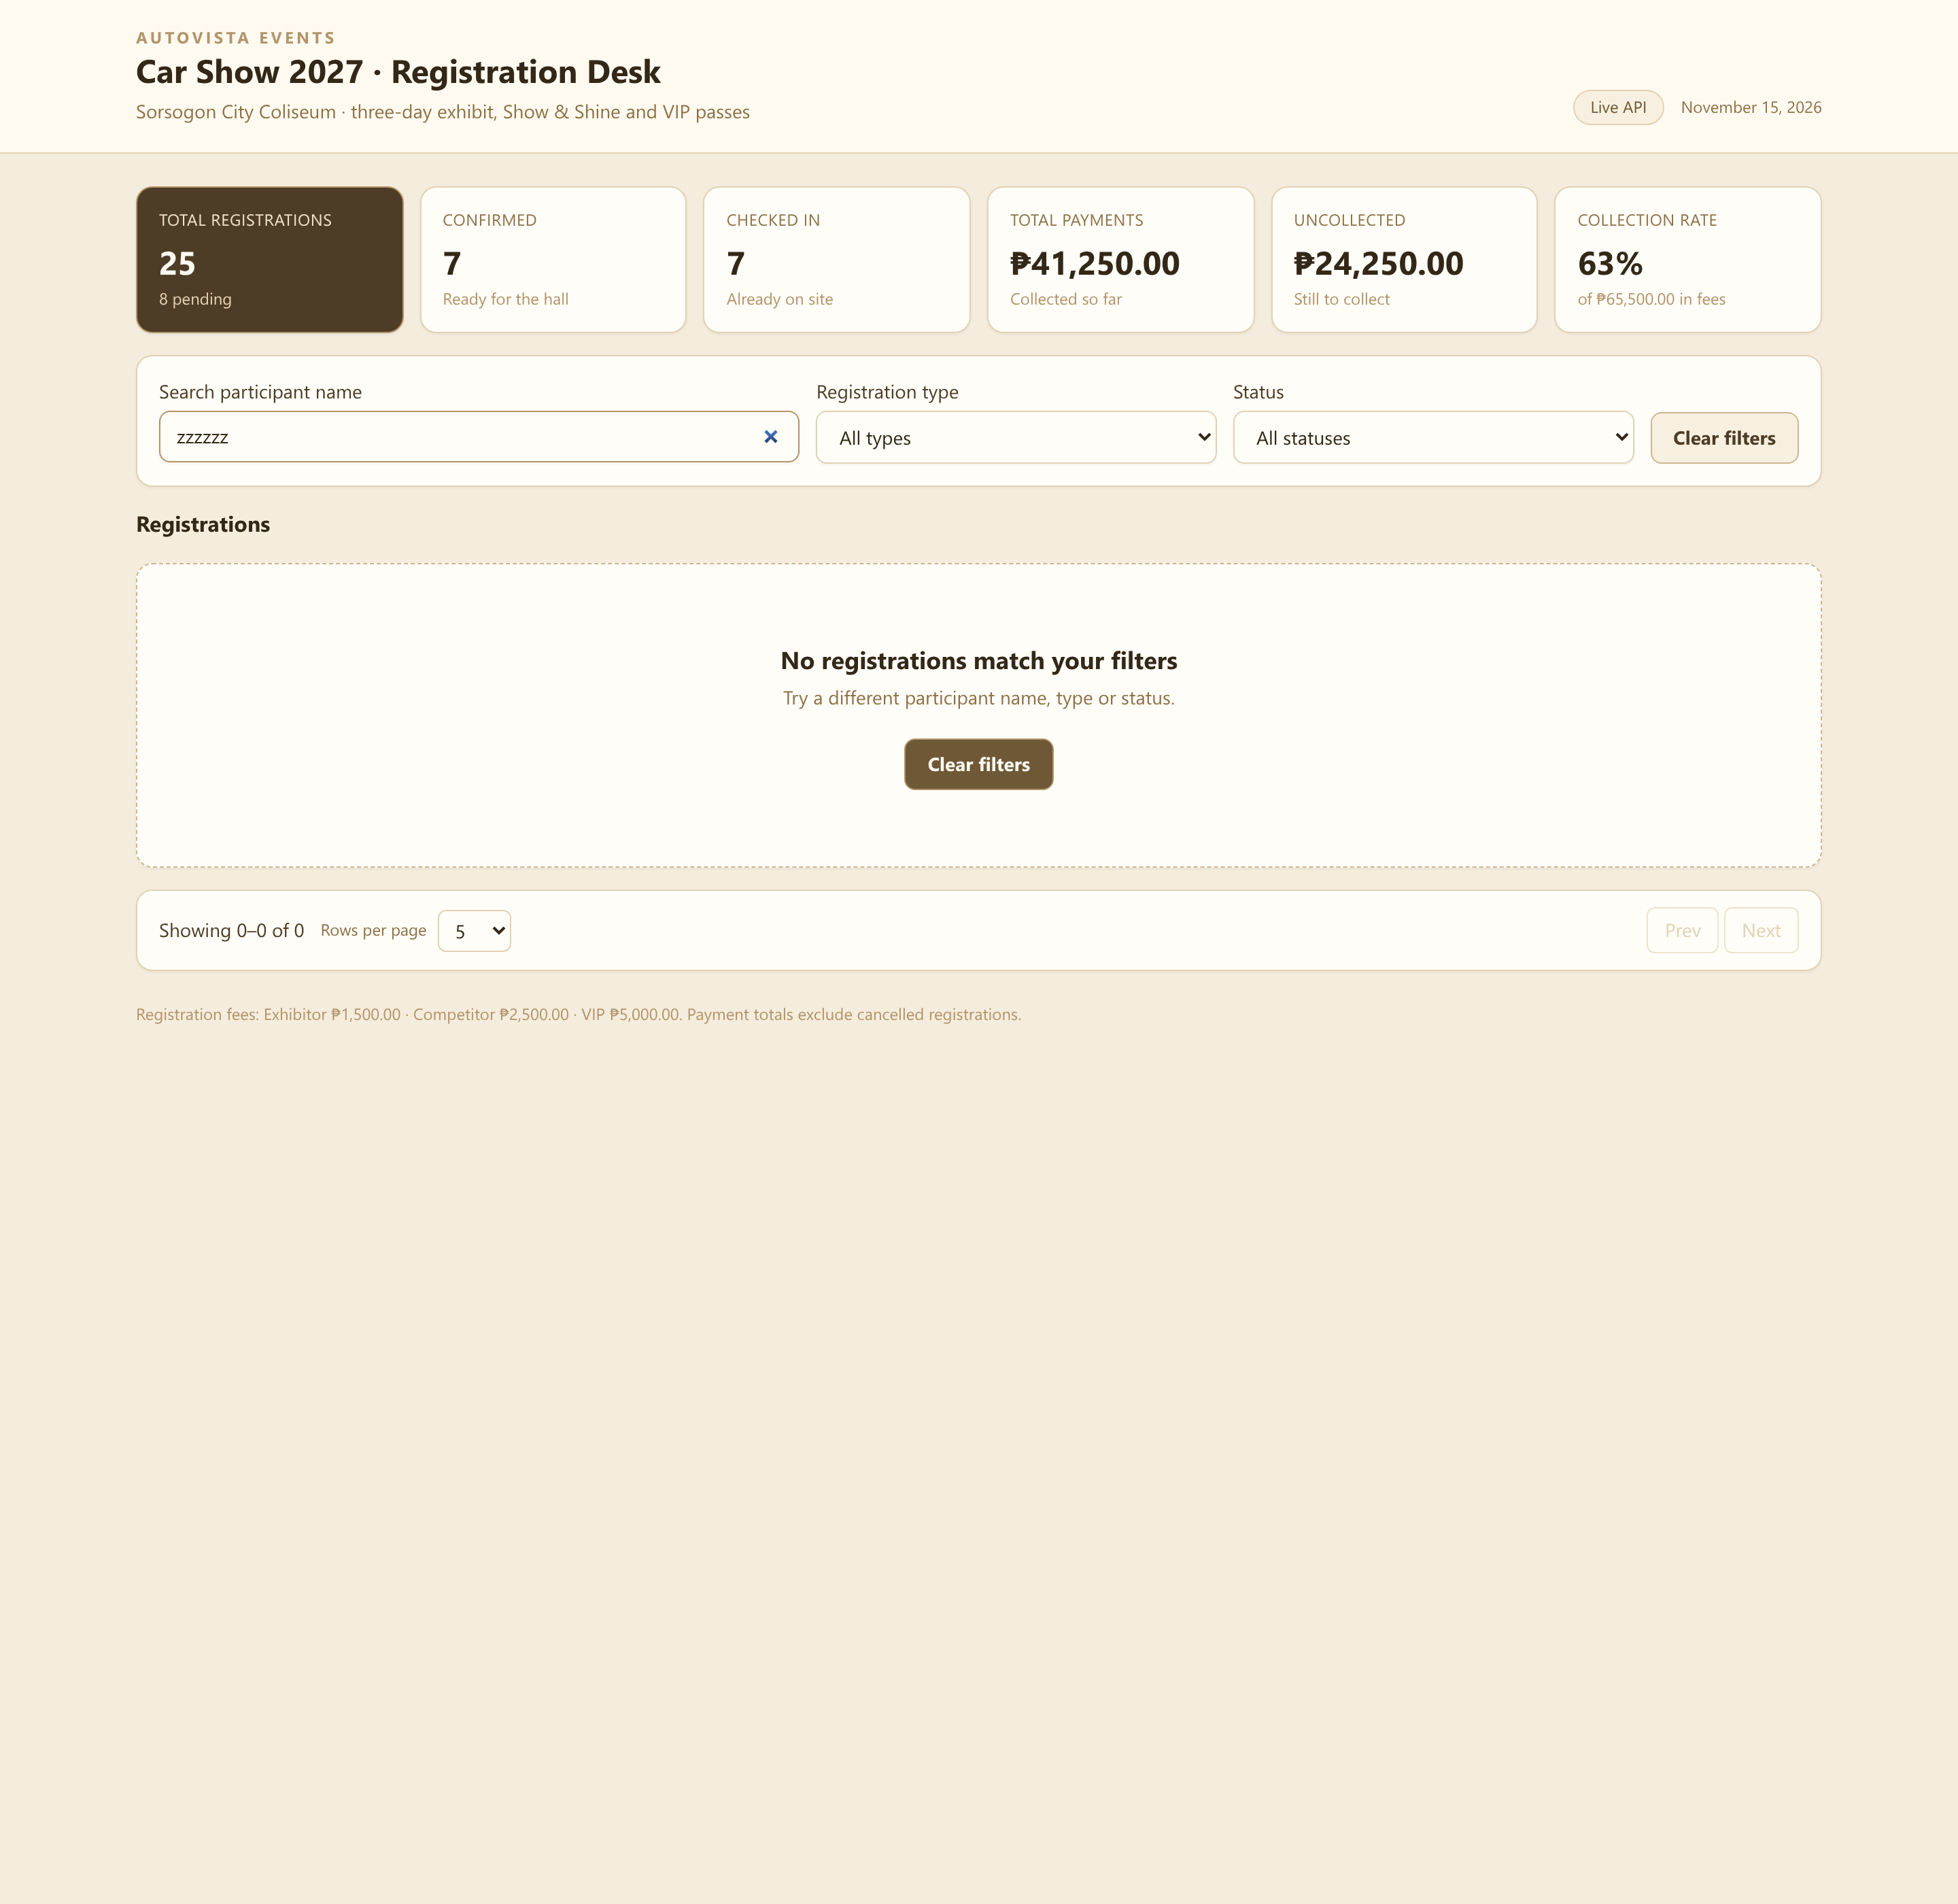 AUTOVISTA EVENTS
Car Show 2027 · Registration Desk
Sorsogon City Coliseum · three-day exhibit, Show & Shine and VIP passes
Live API
November 15, 2026
TOTAL REGISTRATIONS
25
8 pending
CONFIRMED
7
Ready for the hall
CHECKED IN
7
Already on site
TOTAL PAYMENTS
₱41,250.00
Collected so far
UNCOLLECTED
₱24,250.00
Still to collect
COLLECTION RATE
63%
of ₱65,500.00 in fees
Search participant name
zzzzzz
Registration type
All types
Status
All statuses
Clear filters
Registrations
No registrations match your filters
Try a different participant name, type or status.
Clear filters
Showing 0–0 of 0
Rows per page
5
Prev
Next
Registration fees: Exhibitor ₱1,500.00 · Competitor ₱2,500.00 · VIP ₱5,000.00. Payment totals exclude cancelled registrations.